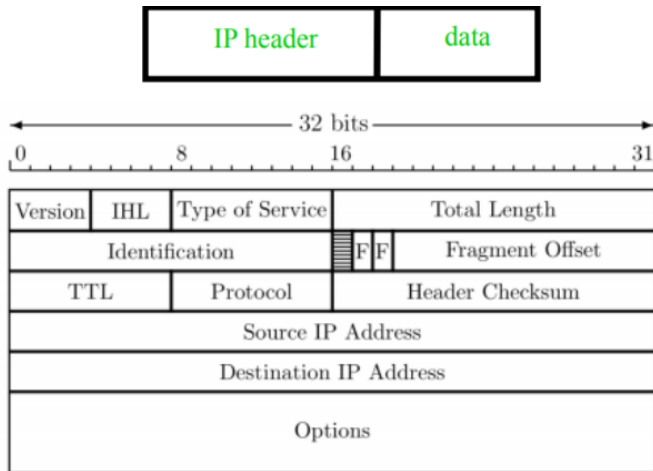 IP header data
32 bits
0 8 16 31
Version IHL Type of Service Total Length
Identification F F Fragment Offset
TTL Protocol Header Checksum
Source IP Address
Destination IP Address
Options